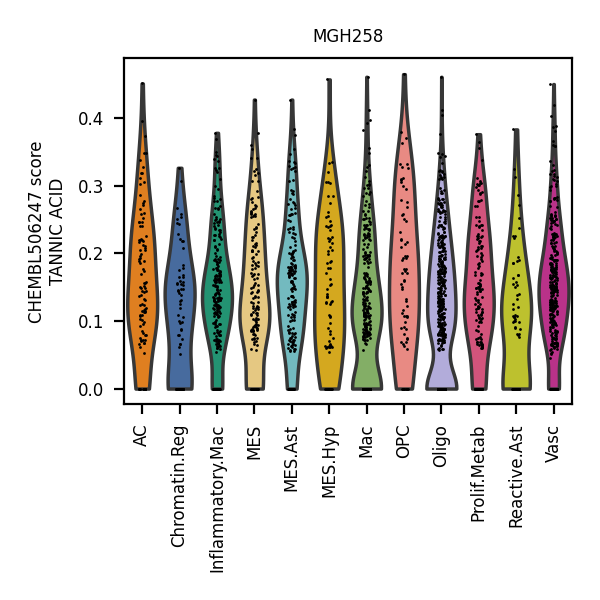 MGH258
CHEMBL506247 score
TANNIC ACID
0.4
0.3
0.2
0.1
0.0
AC
Chromatin.Reg
Inflammatory.Mac
MES
MES.Ast
MES.Hyp
Mac
OPC
Oligo
Prolif.Metab
Reactive.Ast
Vasc